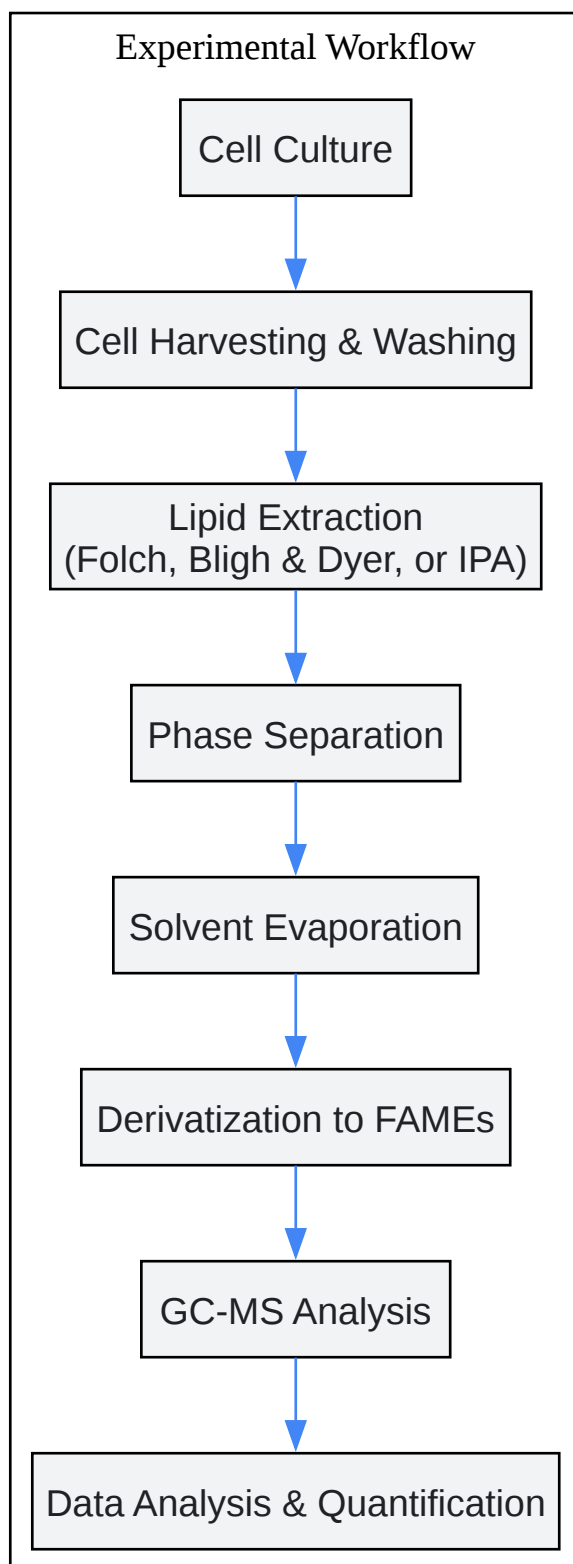 Experimental Workflow
Cell Culture
Cell Harvesting & Washing
Lipid Extraction
(Folch, Bligh & Dyer, or IPA)
Phase Separation
Solvent Evaporation
Derivatization to FAMEs
GC-MS Analysis
Data Analysis & Quantification